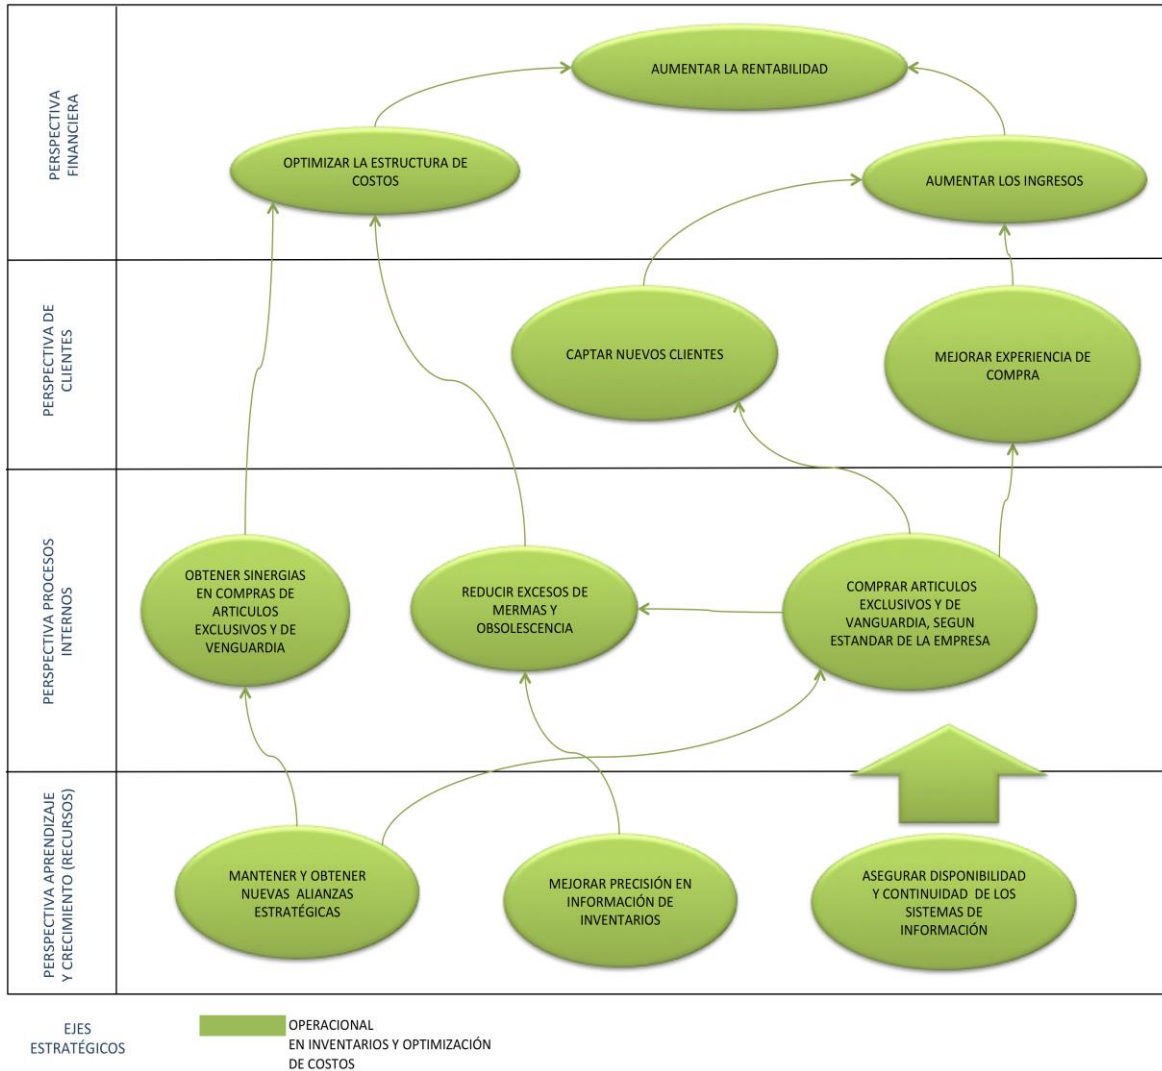 PERSPECTIVA
FINANCIERA
AUMENTAR LA RENTABILIDAD
OPTIMIZAR LA ESTRUCTURA DE
COSTOS
AUMENTAR LOS INGRESOS
PERSPECTIVA DE
CLIENTES
CAPTAR NUEVOS CLIENTES
MEJORAR EXPERIENCIA DE
COMPRA
PERSPECTIVA PROCESOS
INTERNOS
OBTENER SINERGIAS
EN COMPRAS DE
ARTICULOS
EXCLUSIVOS Y DE
VENGUARDIA
REDUCIR EXCESOS DE
MERMAS Y
OBSOLESCENCIA
COMPRAR ARTICULOS
EXCLUSIVOS Y DE
VANGUARDIA, SEGUN
ESTANDAR DE LA EMPRESA
PERSPECTIVA APRENDIZAJE
Y CRECIMIENTO (RECURSOS)
MANTENER Y OBTENER
NUEVAS ALIANZAS
ESTRATÉGICAS
MEJORAR PRECISIÓN EN
INFORMACIÓN DE
INVENTARIOS
ASEGURAR DISPONIBILIDAD
Y CONTINUIDAD DE LOS
SISTEMAS DE
INFORMACIÓN
EJES
ESTRATÉGICOS
OPERACIONAL
EN INVENTARIOS Y OPTIMIZACIÓN
DE COSTOS